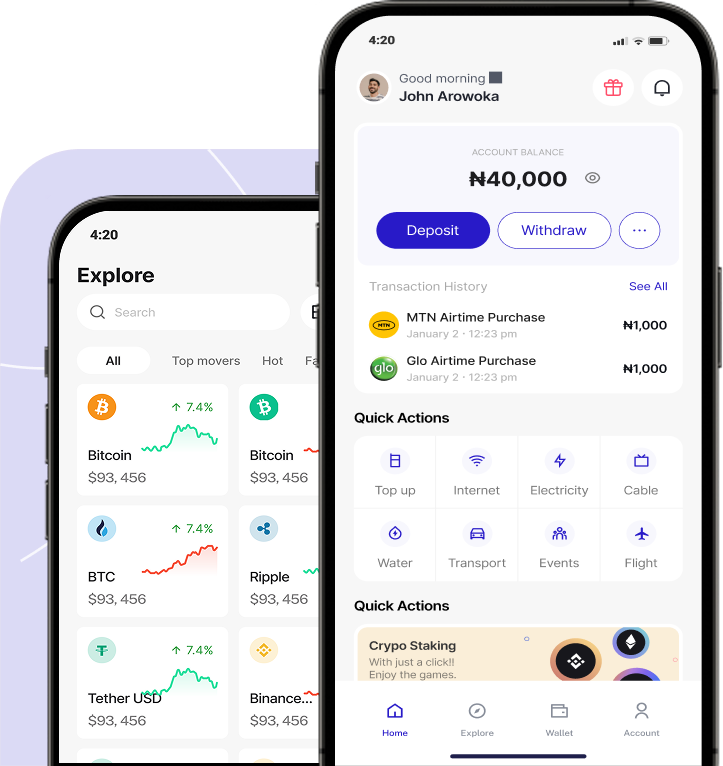 4:20
Explore
Search
All
Top movers
Hot
7.4%
Bitcoin
$93, 456
Bitcoin
$93, 456
7.4%
BTC
$93, 456
Ripple
$93, 456
7.4%
Tether USD
$93, 456
Binance...
$93, 456
4:20
Good morning
John Arowoka
ACCOUNT BALANCE
₦40,000
Deposit
Withdraw
Transaction History
See All
MTN
MTN Airtime Purchase
January 2 · 12:23 pm
₦1,000
glo
Glo Airtime Purchase
January 2 · 12:23 pm
₦1,000
Quick Actions
Top up
Internet
Electricity
Cable
Water
Transport
Events
Flight
Quick Actions
Crypo Staking
With just a click!!
Enjoy the games.
Home
Explore
Wallet
Account